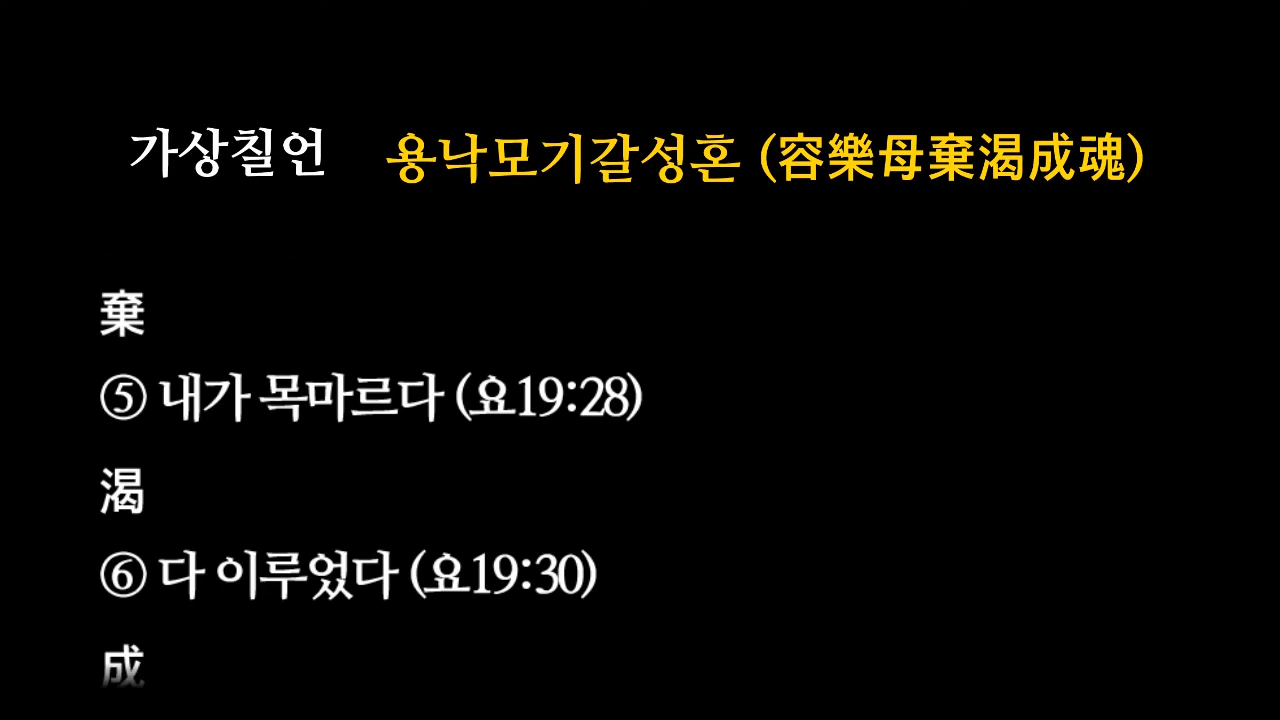 가상칠언 용낙모기갈성혼 (容樂母棄渴成魂)
棄
⑤ 내가 목마르다 (요19:28)
渴
⑥ 다 이루었다 (요19:30)
成